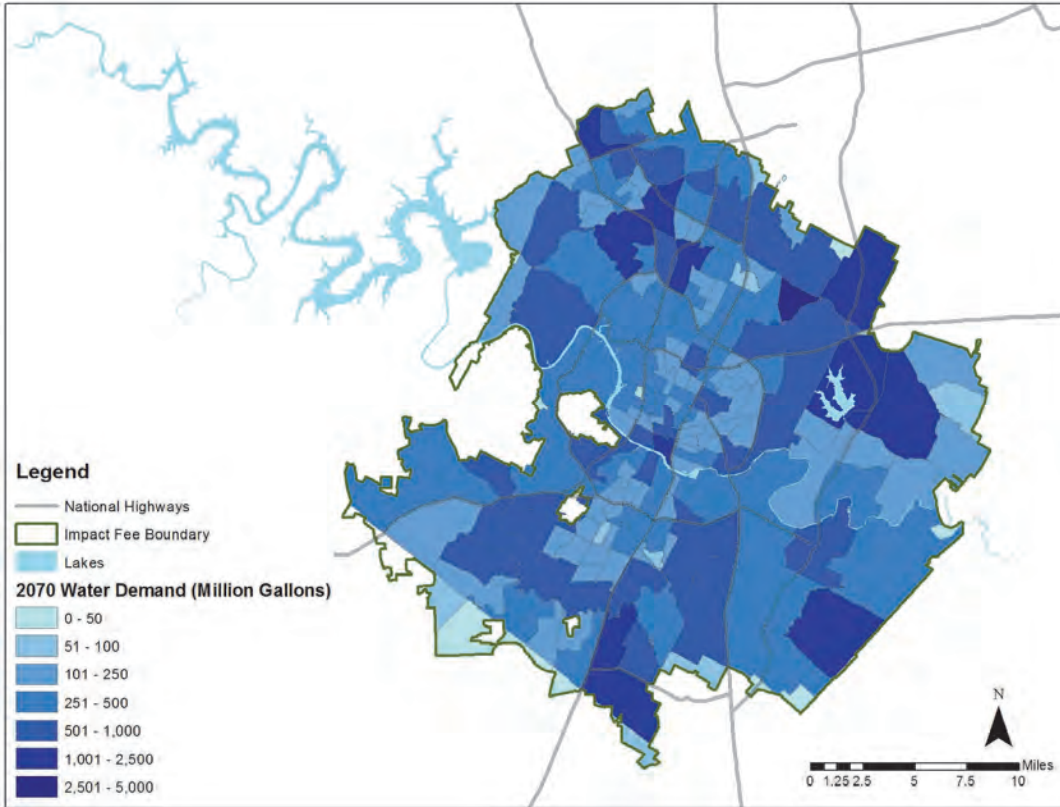 Legend
National Highways
Impact Fee Boundary
Lakes
2070 Water Demand (Million Gallons)
0 - 50
51 - 100
101 - 250
251 - 500
501 - 1,000
1,001 - 2,500
2,501 - 5,000
N
Miles
0 1.25 2.5 5 7.5 10